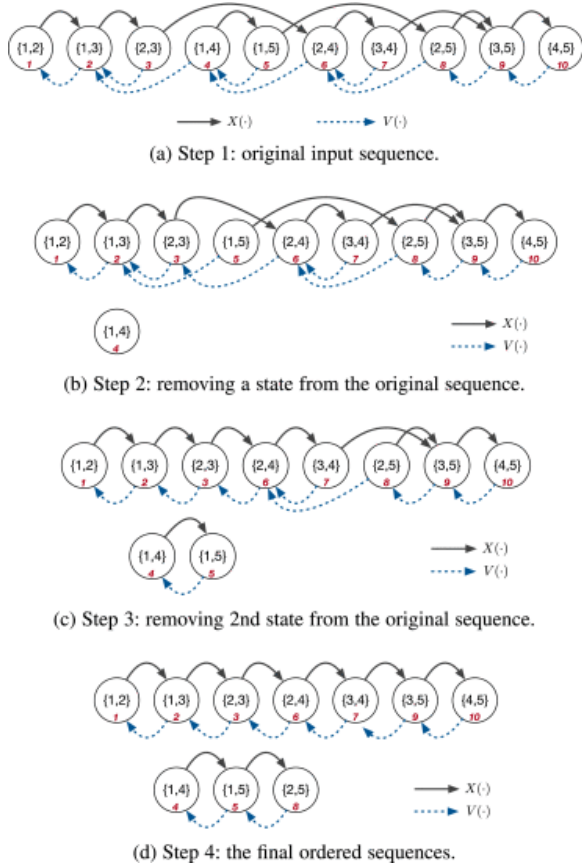 {1,2} {1,3} {2,3} {1,4} {1,5} {2,4} {3,4} {2,5} {3,5} {4,5}
1 2 3 4 5 6 7 8 9 10
X(·) V(·)
(a) Step 1: original input sequence.
{1,2} {1,3} {2,3} {1,5} {2,4} {3,4} {2,5} {3,5} {4,5}
1 2 3 5 6 7 8 9 10
{1,4}
4
X(·)
V(·)
(b) Step 2: removing a state from the original sequence.
{1,2} {1,3} {2,3} {2,4} {3,4} {2,5} {3,5} {4,5}
1 2 3 6 7 8 9 10
{1,4} {1,5}
4 5
X(·)
V(·)
(c) Step 3: removing 2nd state from the original sequence.
{1,2} {1,3} {2,3} {2,4} {3,4} {3,5} {4,5}
1 2 3 6 7 9 10
{1,4} {1,5} {2,5}
4 5 8
X(·)
V(·)
(d) Step 4: the final ordered sequences.